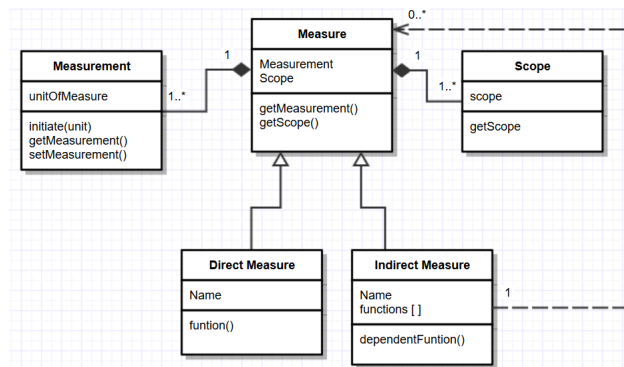 0..*
Measure
Measurement
Scope
getMeasurement()
getScope()
1
1
Measurement
unitOfMeasure
initiate(unit)
getMeasurement()
setMeasurement()
1..*
1..*
Scope
scope
getScope
Direct Measure
Name
funtion()
Indirect Measure
Name
functions [ ]
dependentFuntion()
1